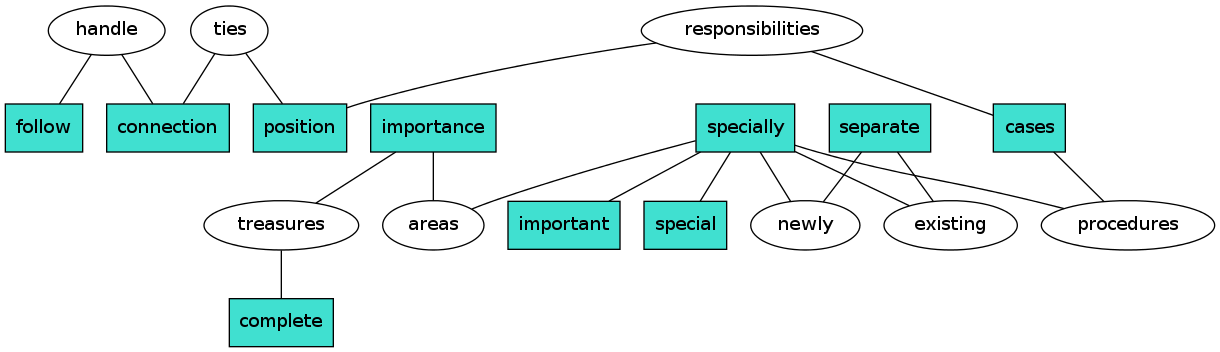 handle
ties
responsibilities
follow
connection
position
importance
specially
separate
cases
treasures
areas
important
special
newly
existing
procedures
complete